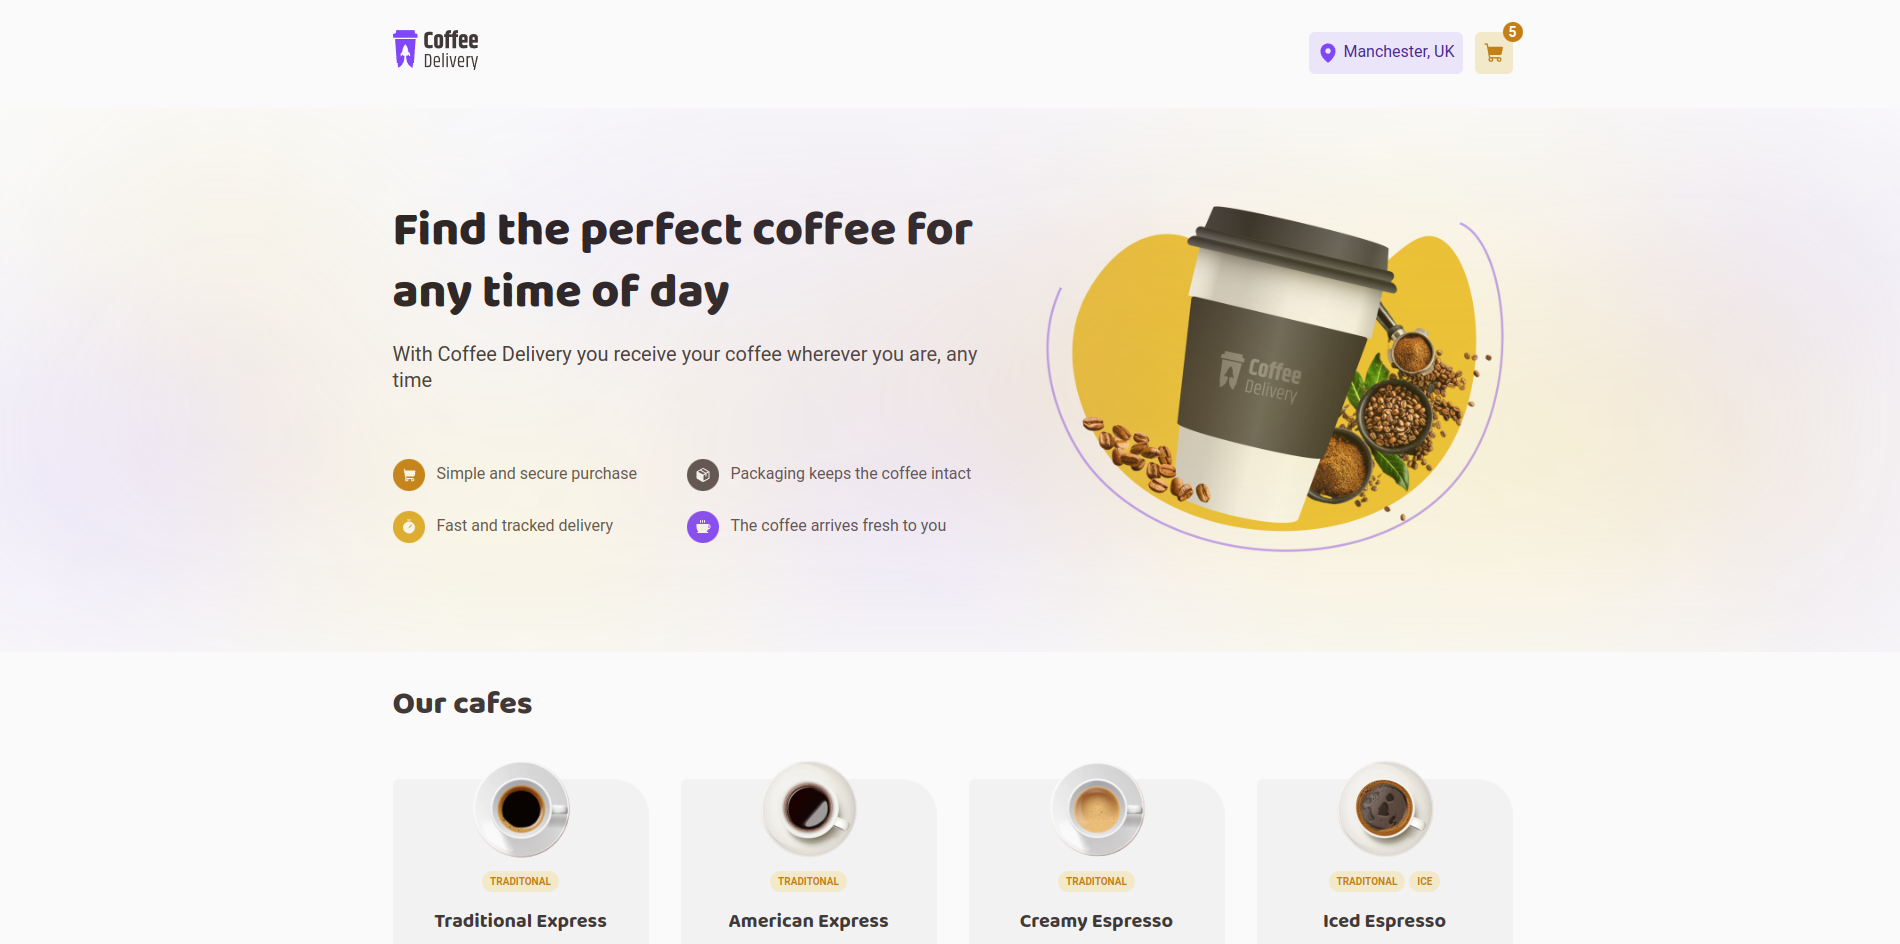 Coffee
Delivery
Manchester, UK
5
Find the perfect coffee for
any time of day
With Coffee Delivery you receive your coffee wherever you are, any
time
Coffee
Delivery
Simple and secure purchase
Packaging keeps the coffee intact
Fast and tracked delivery
The coffee arrives fresh to you
Our cafes
TRADITONAL
TRADITONAL
TRADITONAL
TRADITONAL ICE
Traditional Express
American Express
Creamy Espresso
Iced Espresso